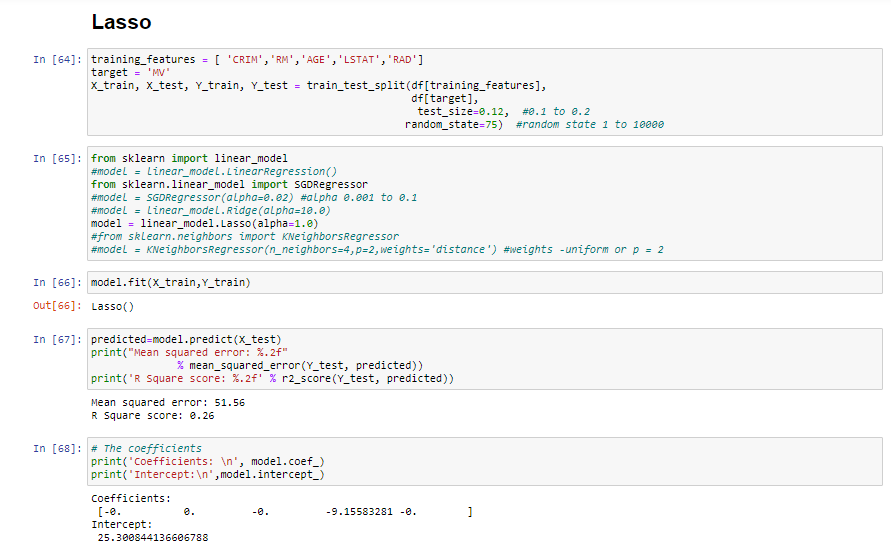 Lasso
In [64]: training_features = [ 'CRIM','RM','AGE','LSTAT','RAD']
target = 'MV'
X_train, X_test, Y_train, Y_test = train_test_split(df[training_features],
df[target],
test_size=0.12, #0.1 to 0.2
random_state=75) #random state 1 to 10000
In [65]: from sklearn import linear_model
#model = linear_model.LinearRegression()
from sklearn.linear_model import SGDRegressor
#model = SGDRegressor(alpha=0.02) #alpha 0.001 to 0.1
#model = linear_model.Ridge(alpha=10.0)
model = linear_model.Lasso(alpha=1.0)
#from sklearn.neighbors import KNeighborsRegressor
#model = KNeighborsRegressor(n_neighbors=4,p=2,weights='distance') #weights -uniform or p = 2
In [66]: model.fit(X_train,Y_train)
Out[66]: Lasso()
In [67]: predicted=model.predict(X_test)
print("Mean squared error: %.2f"
% mean_squared_error(Y_test, predicted))
print('R Square score: %.2f' % r2_score(Y_test, predicted))
Mean squared error: 51.56
R Square score: 0.26
In [68]: # The coefficients
print('Coefficients: \n', model.coef_)
print('Intercept:\n',model.intercept_)
Coefficients:
[-0. 0. -0. -9.15583281 -0. ]
Intercept:
25.300844136606788